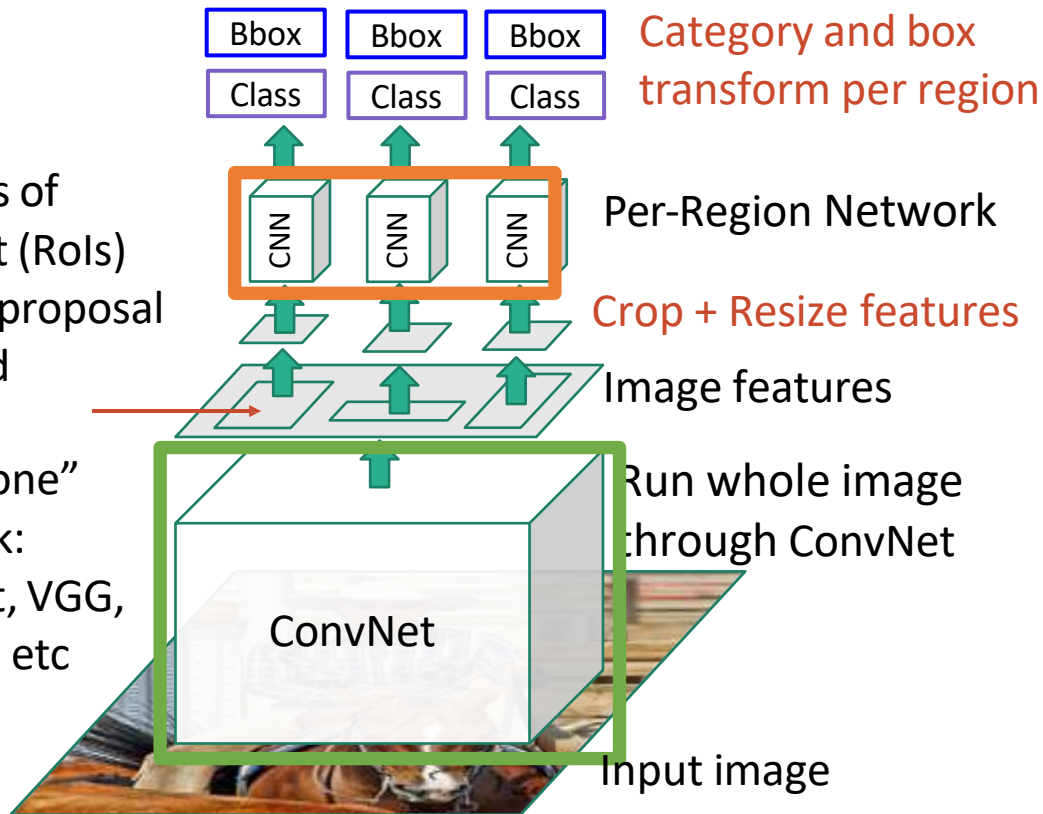 Bbox Bbox Bbox
Class Class Class
Category and box
transform per region
CNN CNN CNN
Per-Region Network
s of
t (RoIs)
proposal
d
Crop + Resize features
Image features
one”
k:
t, VGG,
etc
Run whole image
through ConvNet
ConvNet
Input image